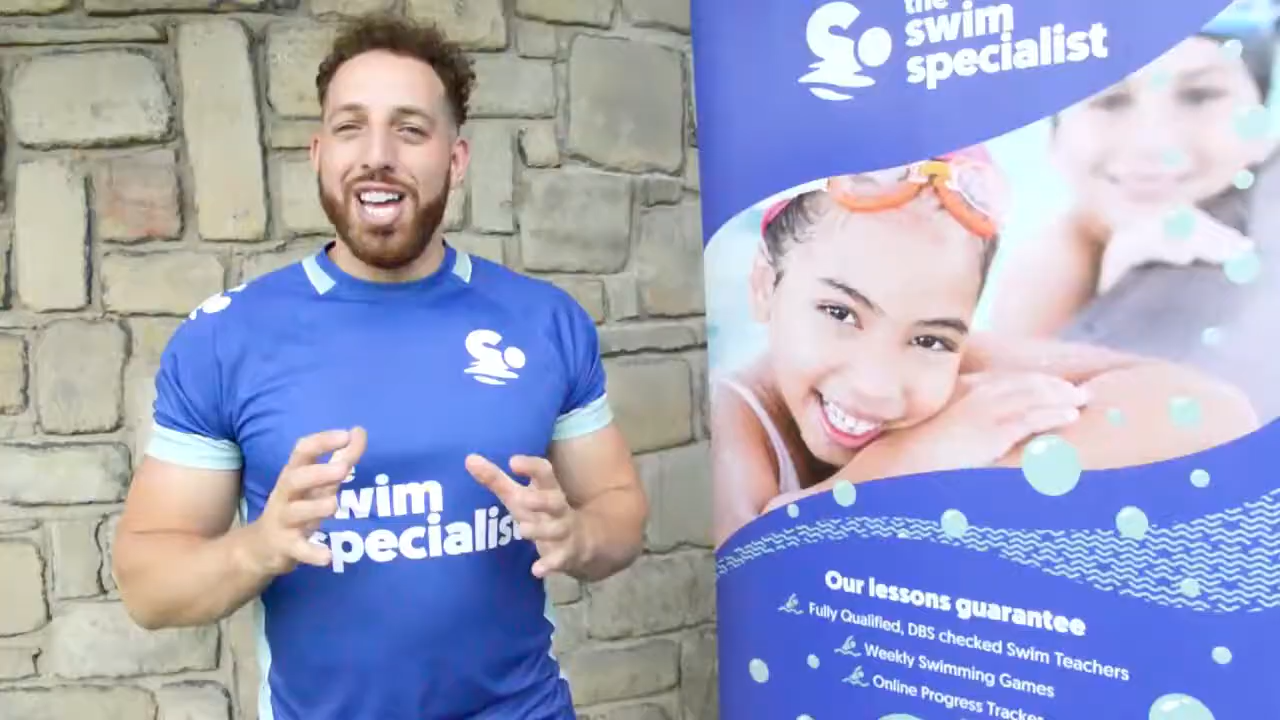 the
swim
specialist
swim
specialist
Our lessons guarantee
Fully Qualified, DBS checked Swim Teachers
Weekly Swimming Games
Online Progress Tracker